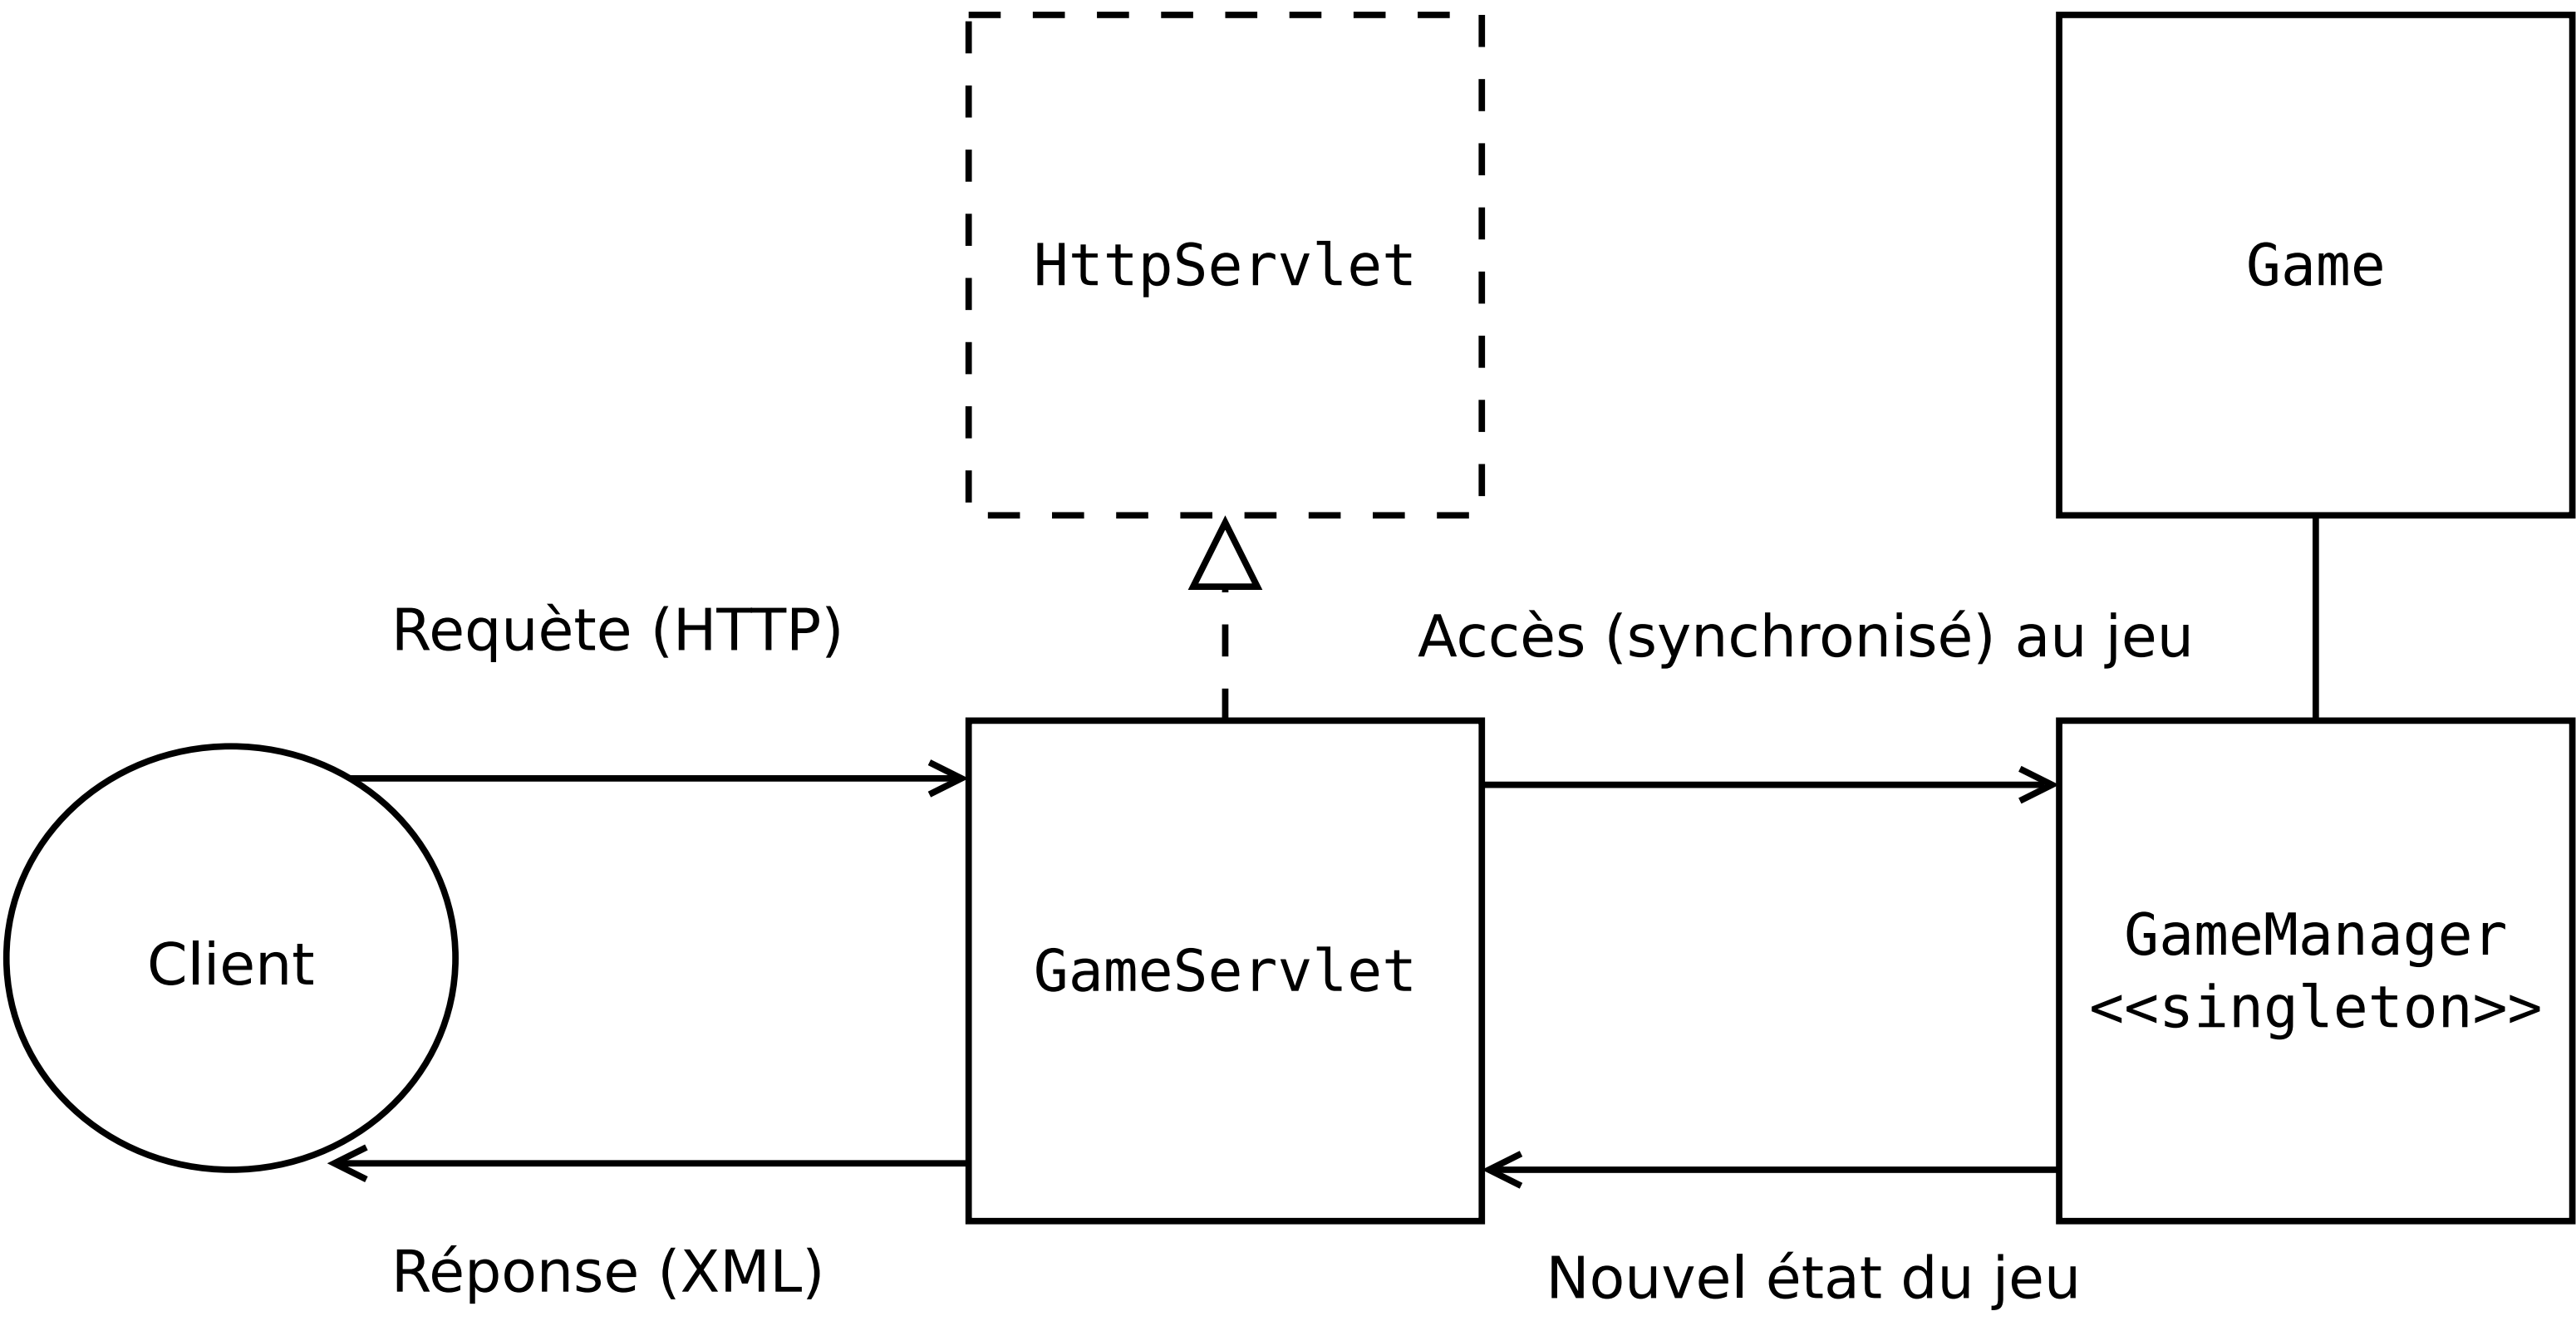 HttpServlet
Game
Requète (HTTP)
Accès (synchronisé) au jeu
Client
GameServlet
GameManager
<<singleton>>
Réponse (XML)
Nouvel état du jeu